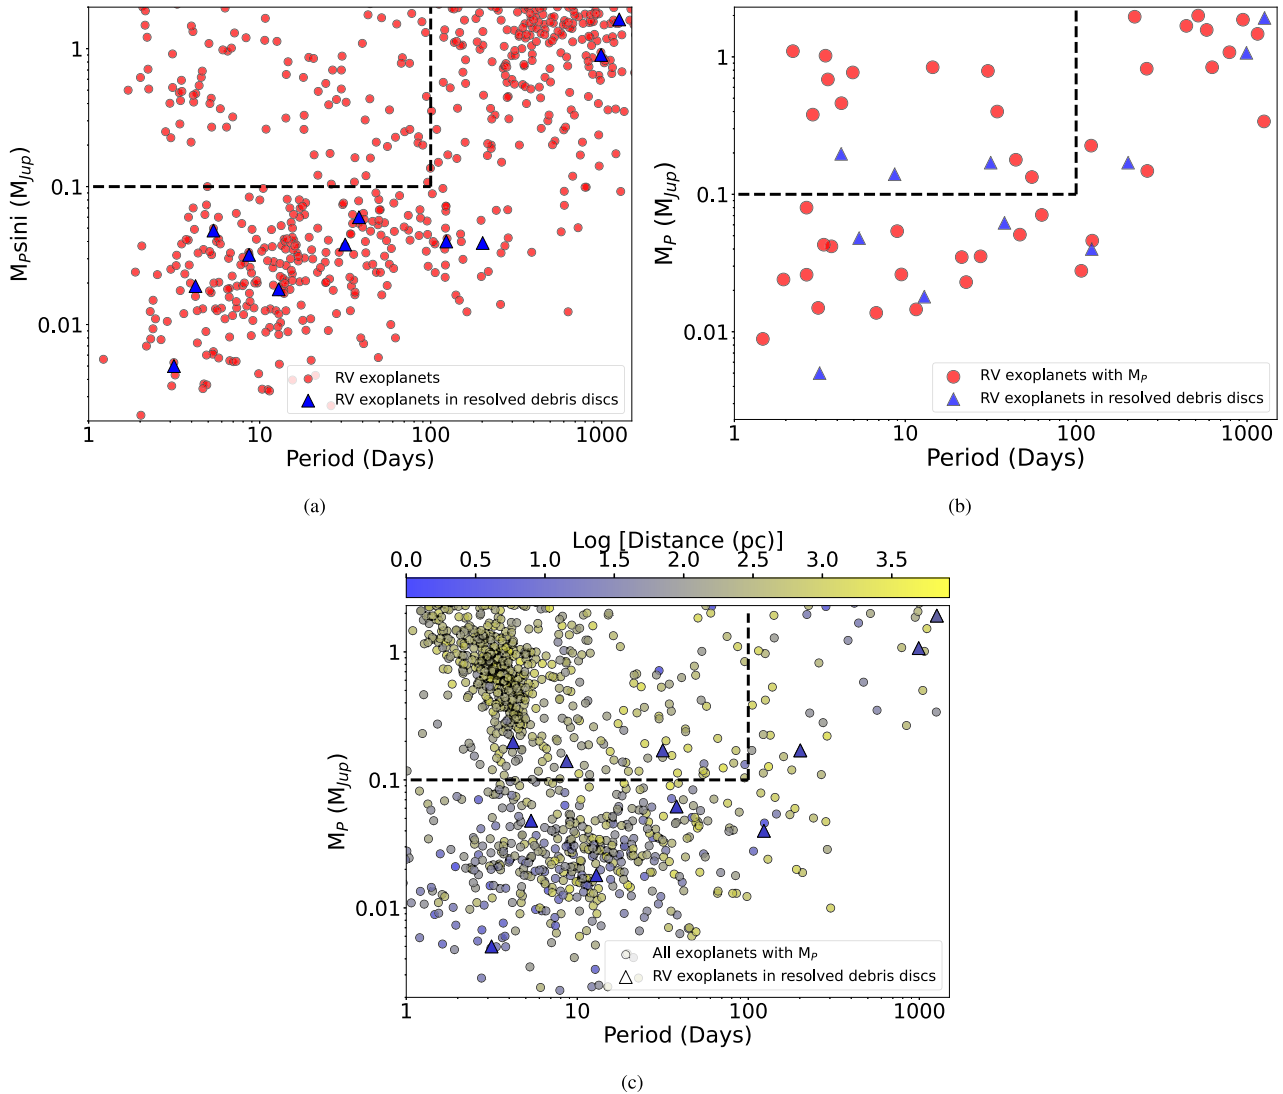 (a)
1
0.1
0.01
M_P sini (M_Jup)
RV exoplanets
RV exoplanets in resolved debris discs
1 10 100 1000
Period (Days)
(b)
1
0.1
0.01
M_P (M_Jup)
RV exoplanets with M_P
RV exoplanets in resolved debris discs
1 10 100 1000
Period (Days)
Log [Distance (pc)]
0.0 0.5 1.0 1.5 2.0 2.5 3.0 3.5
1
0.1
0.01
M_P (M_Jup)
All exoplanets with M_P
RV exoplanets in resolved debris discs
1 10 100 1000
Period (Days)
(c)